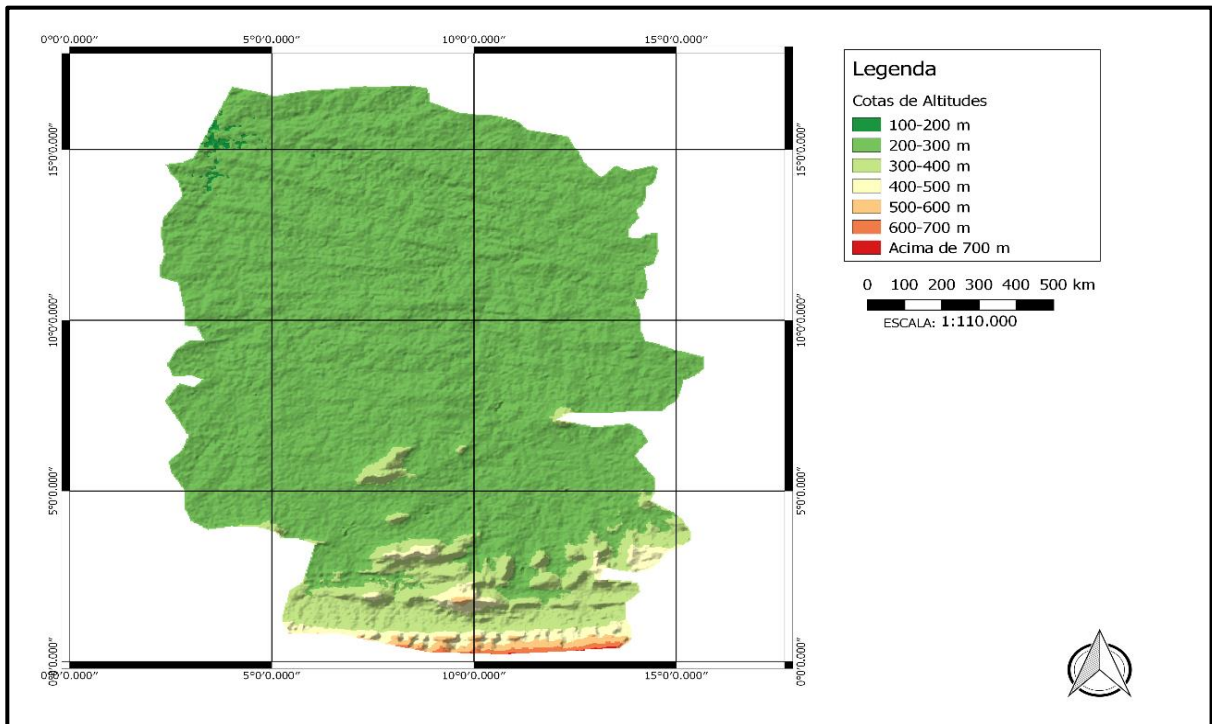 0°0'0.000"
5°0'0.000"
10°0'0.000"
15°0'0.000"
15°0'0.000"
10°0'0.000"
5°0'0.000"
0°0'0.000"
15°0'0.000"
10°0'0.000"
5°0'0.000"
0°0'0.000"
0°0'0.000"
5°0'0.000"
10°0'0.000"
15°0'0.000"
Legenda
Cotas de Altitudes
100-200 m
200-300 m
300-400 m
400-500 m
500-600 m
600-700 m
Acima de 700 m
0 100 200 300 400 500 km
ESCALA: 1:110.000